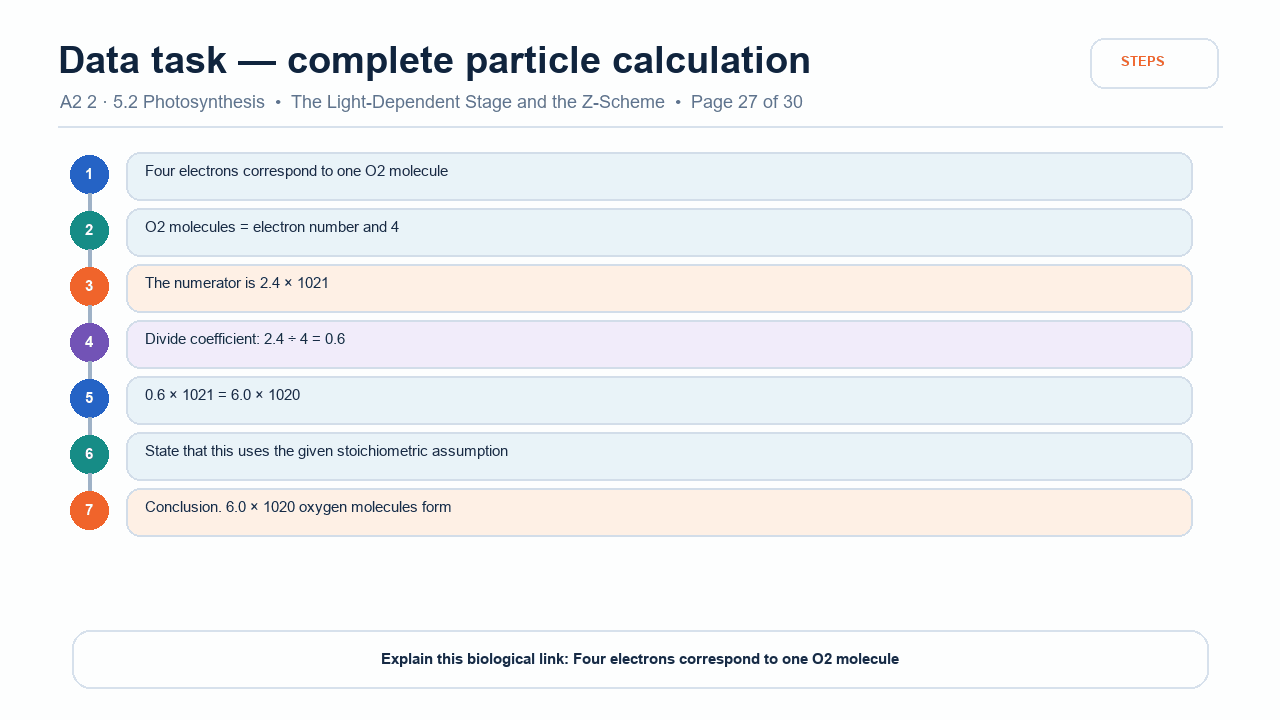 Data task — complete particle calculation
STEPS
A2 2 · 5.2 Photosynthesis • The Light-Dependent Stage and the Z-Scheme • Page 27 of 30
1 Four electrons correspond to one O2 molecule
2 O2 molecules = electron number and 4
3 The numerator is 2.4 × 1021
4 Divide coefficient: 2.4 ÷ 4 = 0.6
5 0.6 × 1021 = 6.0 × 1020
6 State that this uses the given stoichiometric assumption
7 Conclusion. 6.0 × 1020 oxygen molecules form
Explain this biological link: Four electrons correspond to one O2 molecule